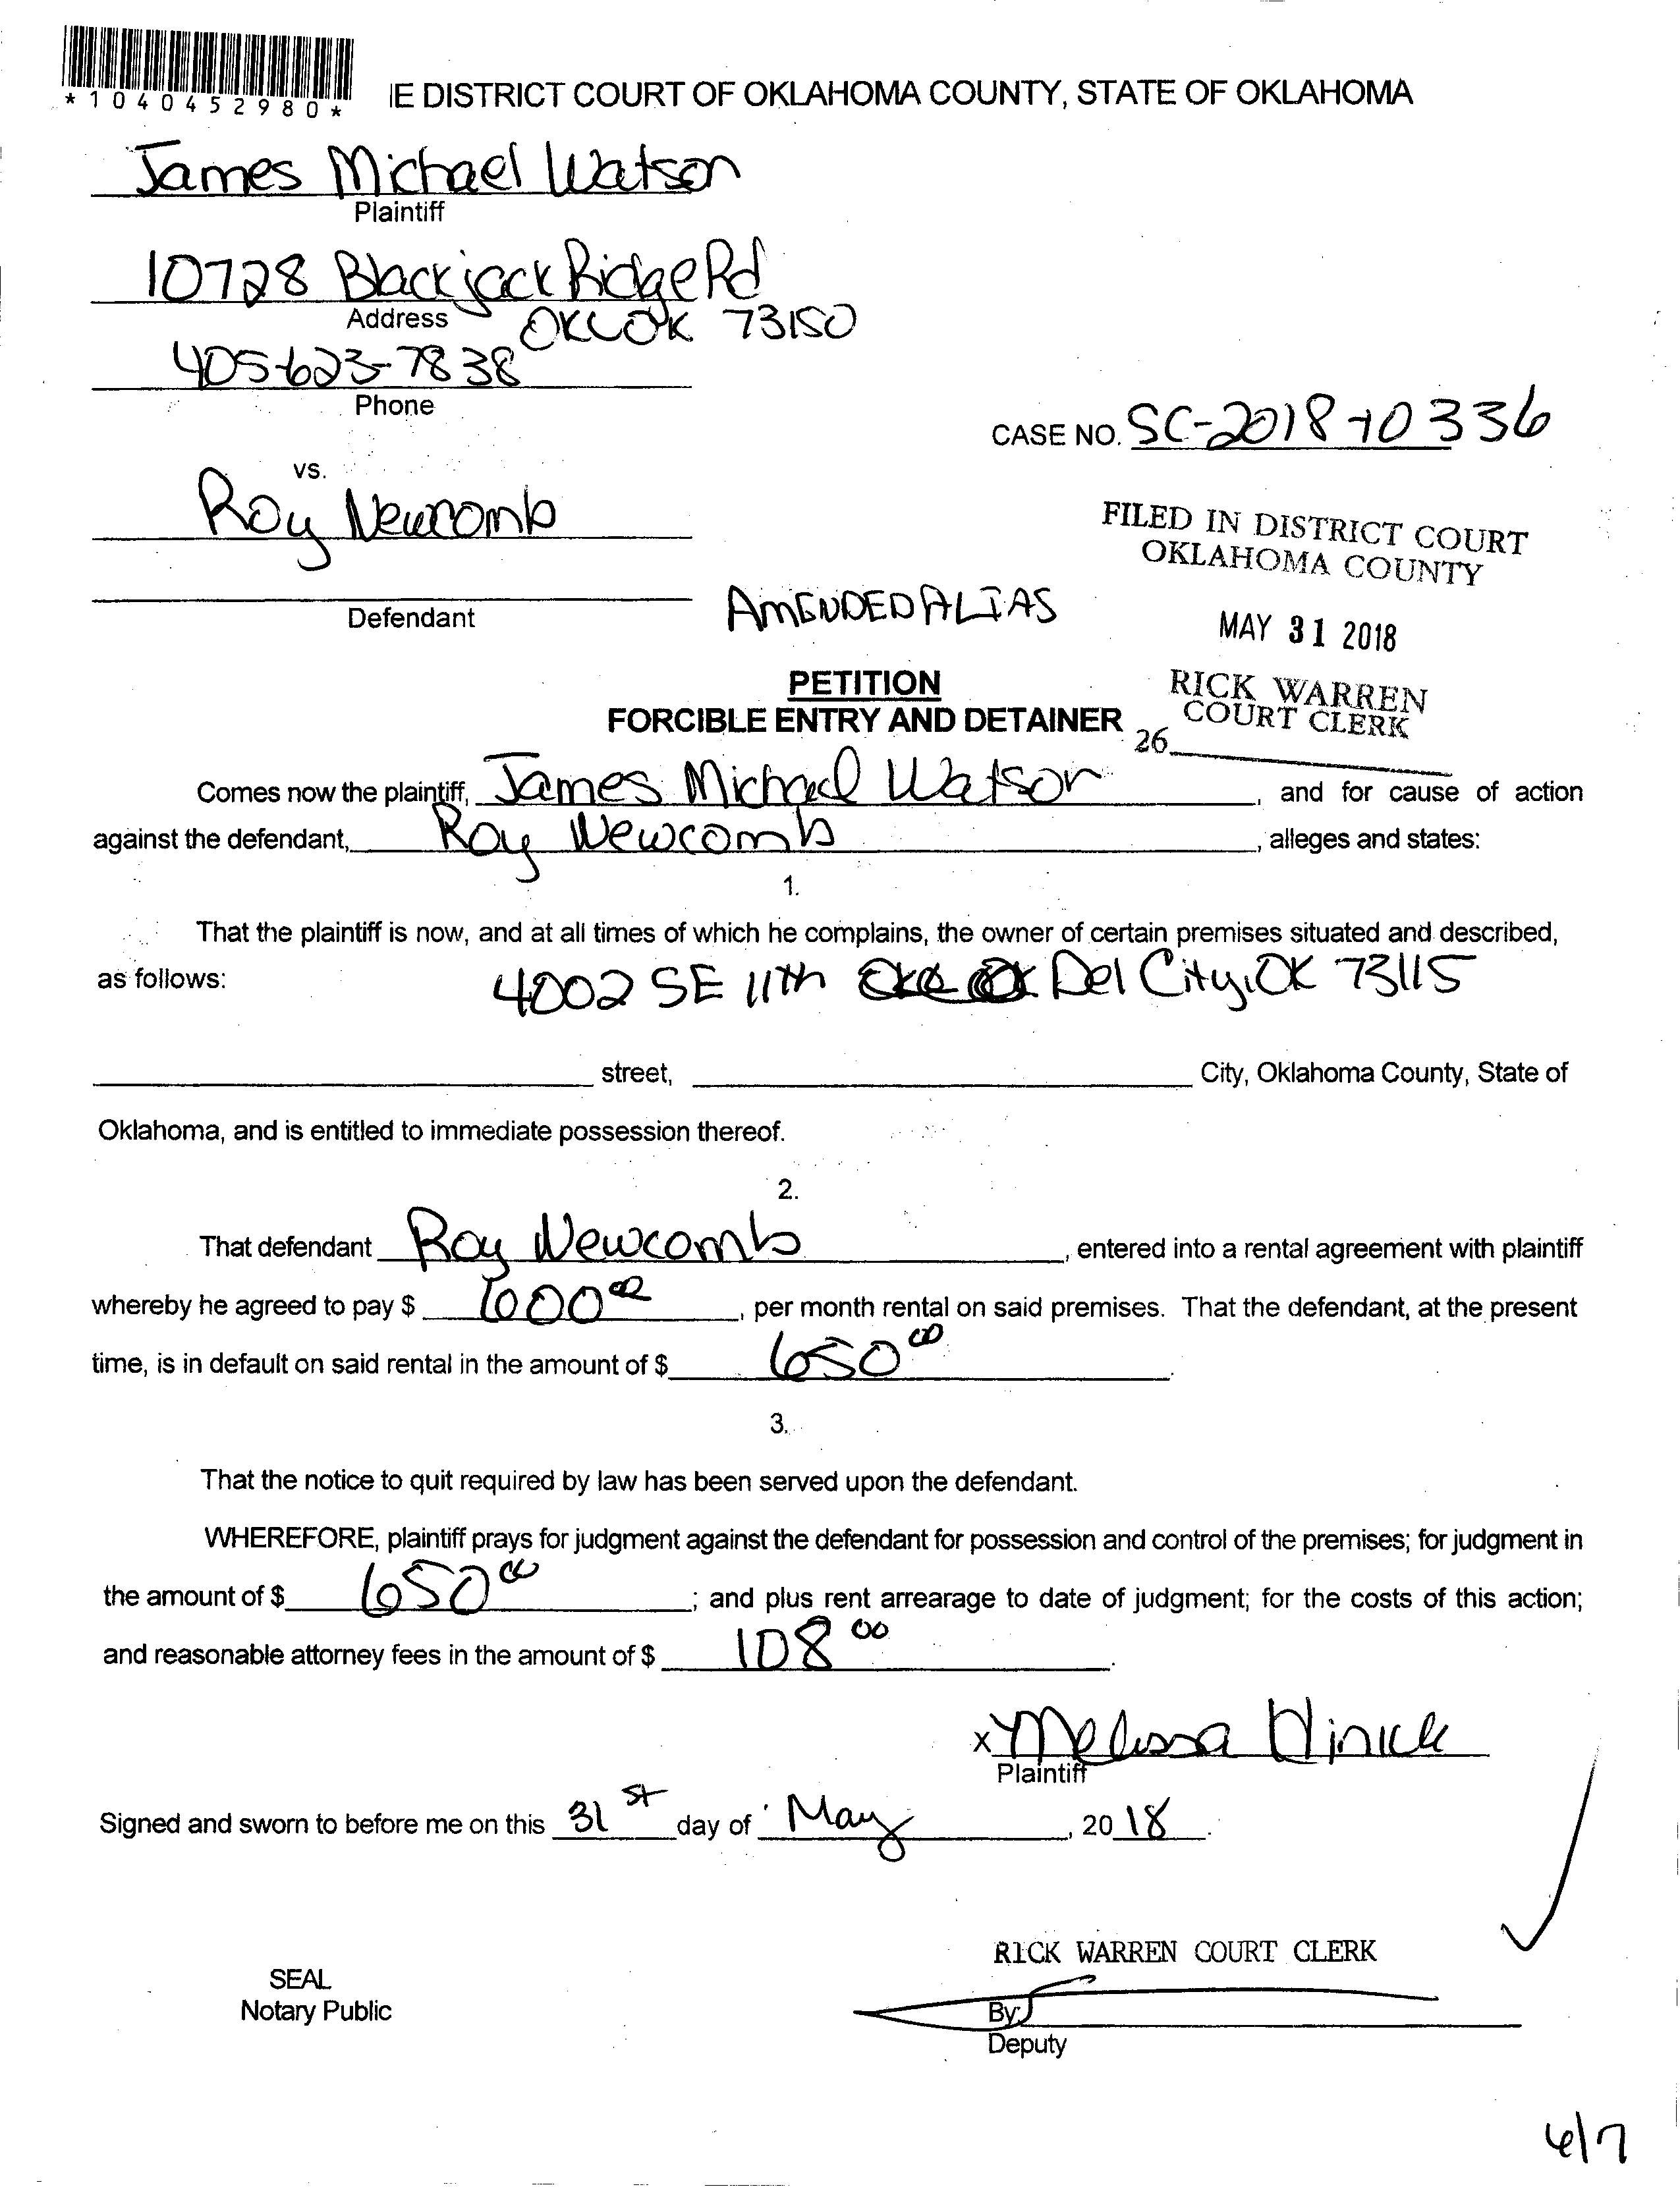 *1040452980*
IE DISTRICT COURT OF OKLAHOMA COUNTY, STATE OF OKLAHOMA
James Michael Watson
Plaintiff
10728 Blackjack Ridge Rd
Address
OKC OK 73150
405-623-7838
Phone
CASE NO. SC-2018-10336
vs.
Roy Newcomb
FILED IN DISTRICT COURT
OKLAHOMA COUNTY
Defendant
AMENDED ALIAS
MAY 31 2018
PETITION
RICK WARREN
COURT CLERK
FORCIBLE ENTRY AND DETAINER
26
Comes now the plaintiff, James Michael Watson, and for cause of action
against the defendant, Roy Newcomb, alleges and states:
1.
That the plaintiff is now, and at all times of which he complains, the owner of certain premises situated and described,
as follows: 4002 SE 11th Del City, OK 73115
street, City, Oklahoma County, State of
Oklahoma, and is entitled to immediate possession thereof.
2.
That defendant Roy Newcomb, entered into a rental agreement with plaintiff
whereby he agreed to pay $ 600 00, per month rental on said premises. That the defendant, at the present
time, is in default on said rental in the amount of $ 650 00.
3.
That the notice to quit required by law has been served upon the defendant.
WHEREFORE, plaintiff prays for judgment against the defendant for possession and control of the premises; for judgment in
the amount of $ 650 00; and plus rent arrearage to date of judgment; for the costs of this action;
and reasonable attorney fees in the amount of $ 108 00.
x Melissa
Plaintiff
Signed and sworn to before me on this 31st day of May, 2018.
RICK WARREN COURT CLERK
SEAL
Notary Public
By:
Deputy
6/7